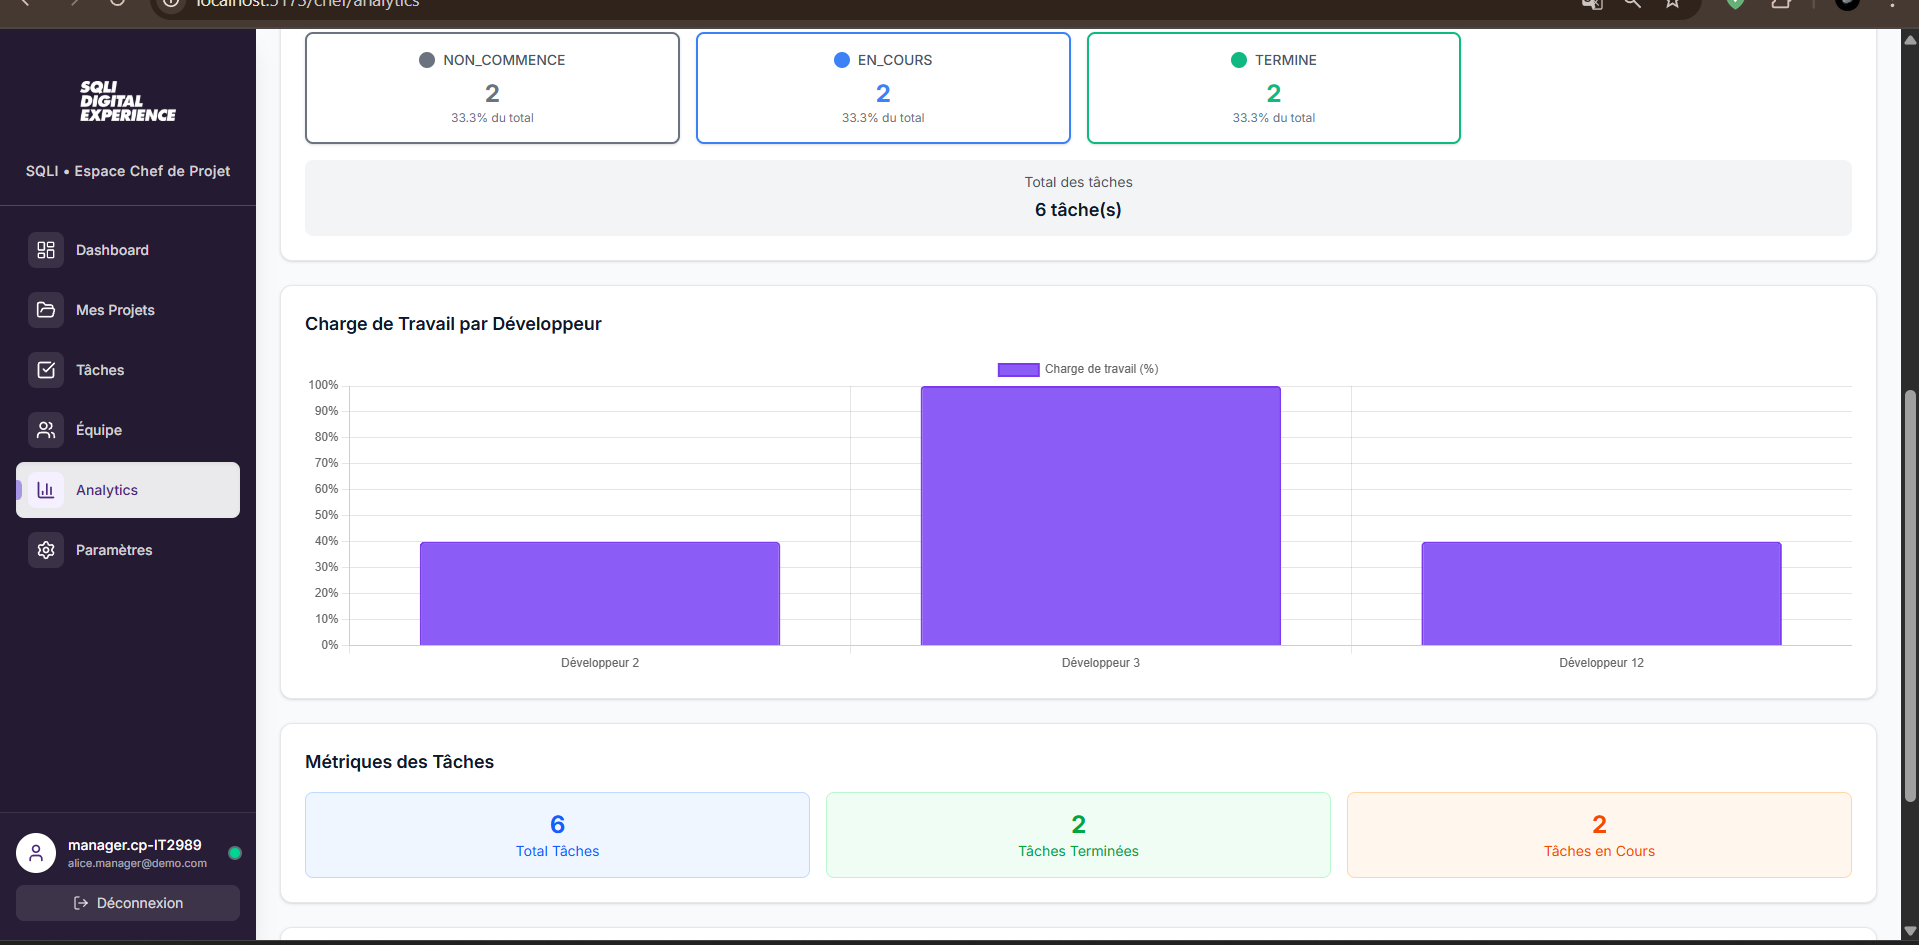 localhost:5173/chef/analytics
SQLI
DIGITAL
EXPERIENCE
SQLI • Espace Chef de Projet
Dashboard
Mes Projets
Tâches
Équipe
Analytics
Paramètres
manager.cp-IT2989
alice.manager@demo.com
Déconnexion
NON_COMMENCE
2
33.3% du total
EN_COURS
2
33.3% du total
TERMINE
2
33.3% du total
Total des tâches
6 tâche(s)
Charge de Travail par Développeur
Charge de travail (%)
100%
90%
80%
70%
60%
50%
40%
30%
20%
10%
0%
Développeur 2
Développeur 3
Développeur 12
Métriques des Tâches
6
Total Tâches
2
Tâches Terminées
2
Tâches en Cours